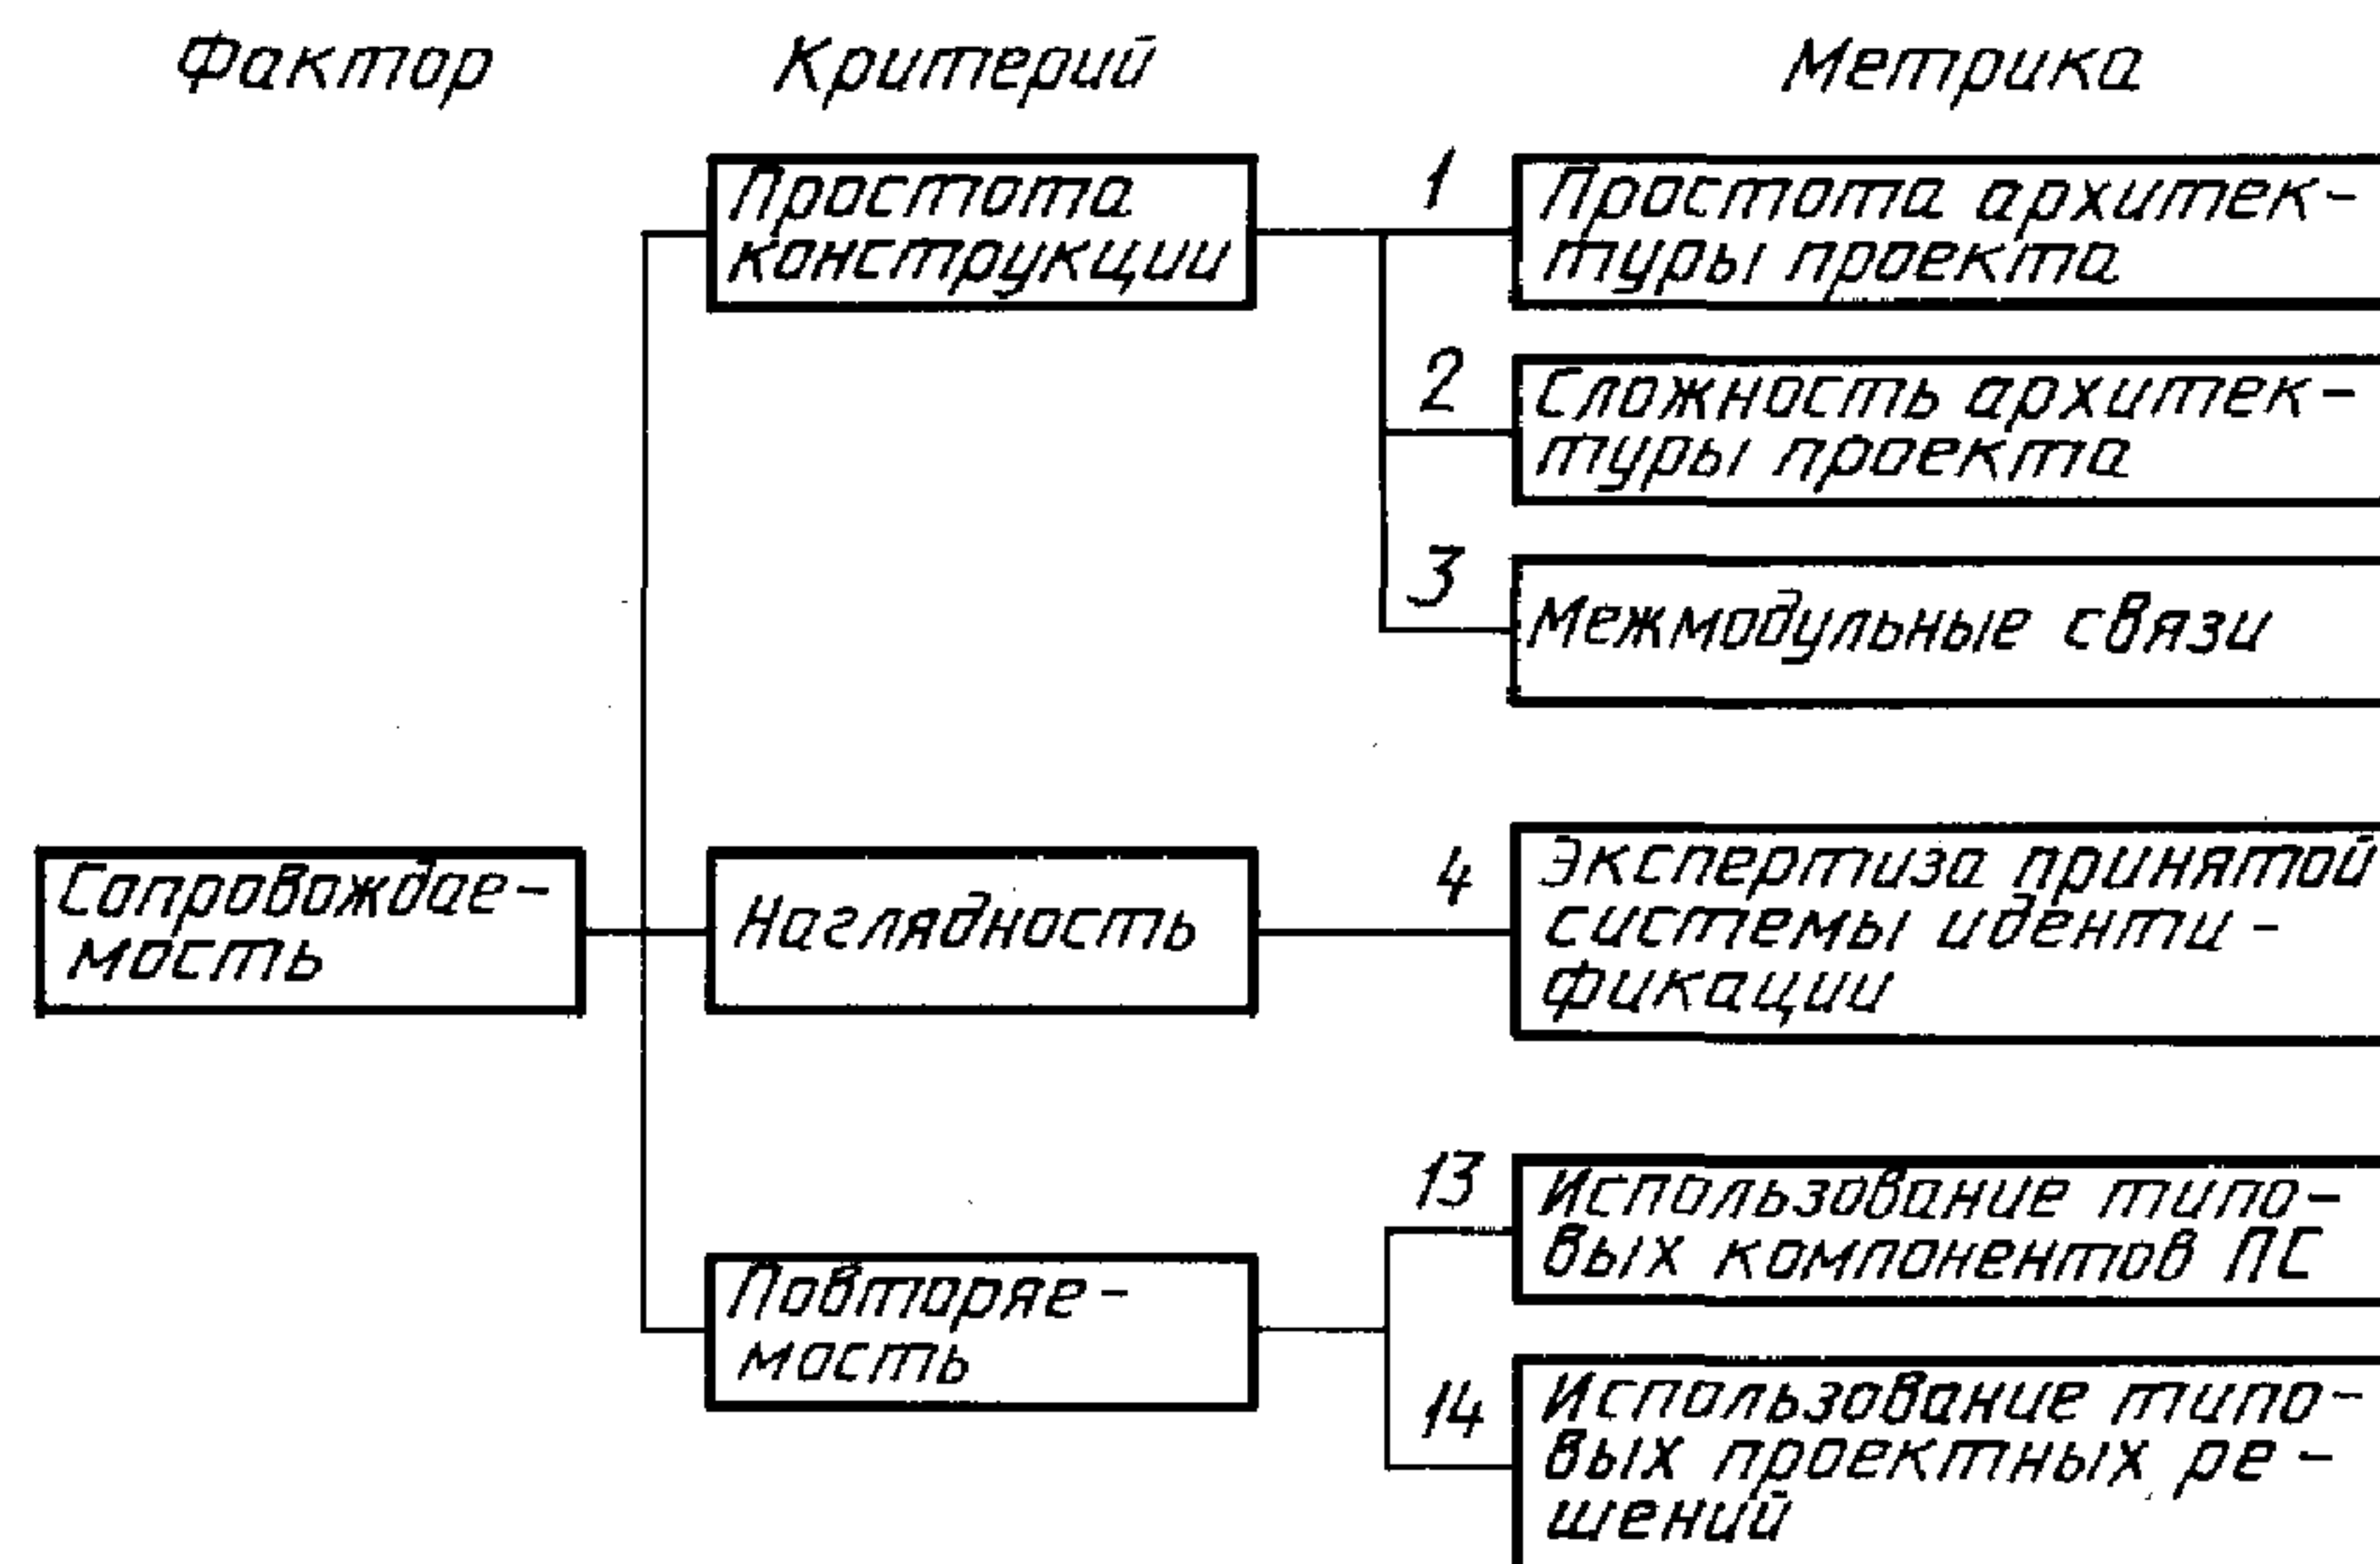 Фактор
Критерий
Метрика
Простота
конструкции
1
Простота архитек-
туры проекта
2
Сложность архитек-
туры проекта
3
Межмодульные связи
Сопровождае-
мость
Наглядность
4
Экспертиза принятой
системы иденти-
фикации
Повторяе-
мость
13
Использование типо-
вых компонентов ПС
14
Использование типо-
вых проектных ре-
шений